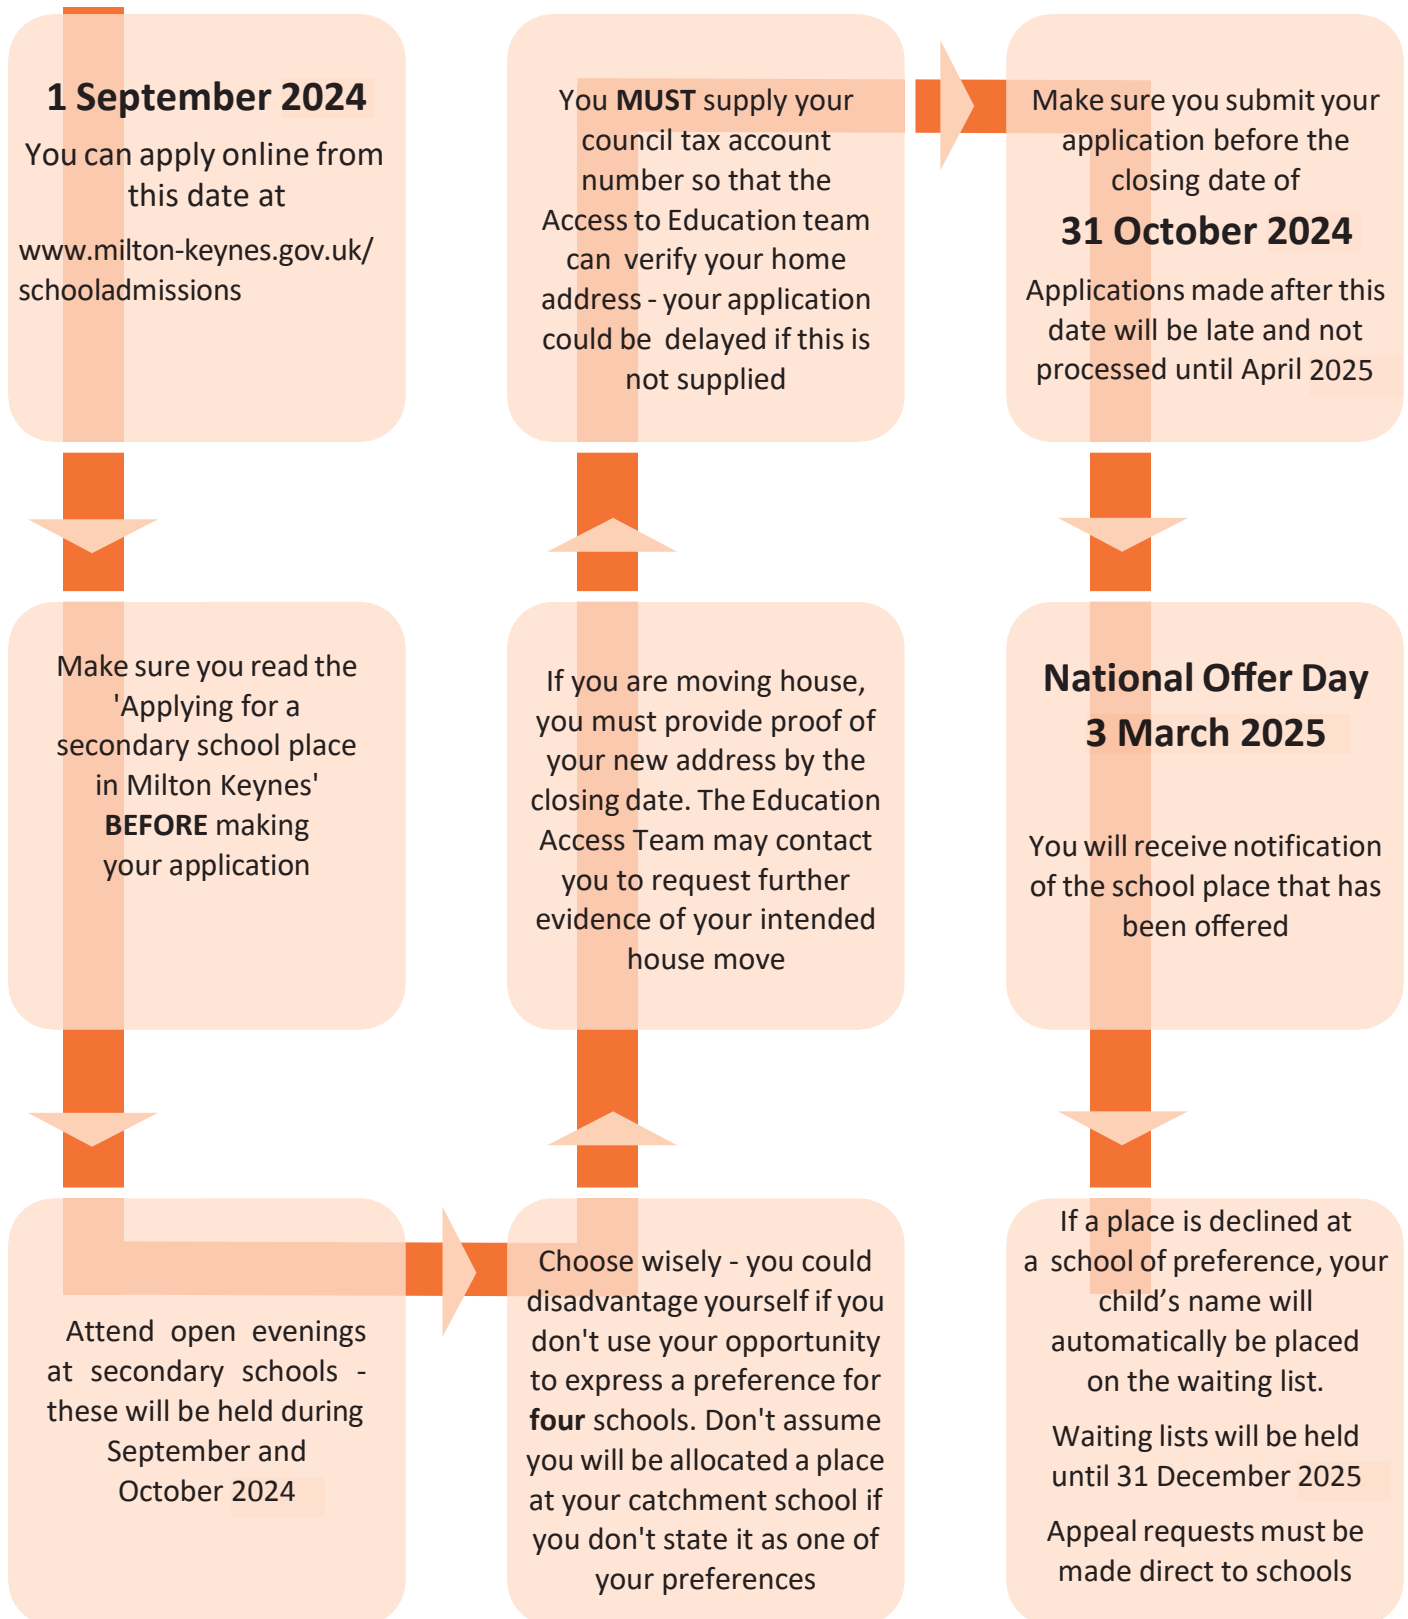 1 September 2024
You can apply online from
this date at
www.milton-keynes.gov.uk/
schooladmissions
Make sure you read the
'Applying for a
secondary school place
in Milton Keynes'
BEFORE making
your application
Attend open evenings
at secondary schools -
these will be held during
September and
October 2024
Choose wisely - you could
disadvantage yourself if you
don't use your opportunity
to express a preference for
four schools. Don't assume
you will be allocated a place
at your catchment school if
you don't state it as one of
your preferences
If you are moving house,
you must provide proof of
your new address by the
closing date. The Education
Access Team may contact
you to request further
evidence of your intended
house move
You MUST supply your
council tax account
number so that the
Access to Education team
can verify your home
address - your application
could be delayed if this is
not supplied
Make sure you submit your
application before the
closing date of
31 October 2024
Applications made after this
date will be late and not
processed until April 2025
National Offer Day
3 March 2025
You will receive notification
of the school place that has
been offered
If a place is declined at
a school of preference, your
child’s name will
automatically be placed
on the waiting list.
Waiting lists will be held
until 31 December 2025
Appeal requests must be
made direct to schools